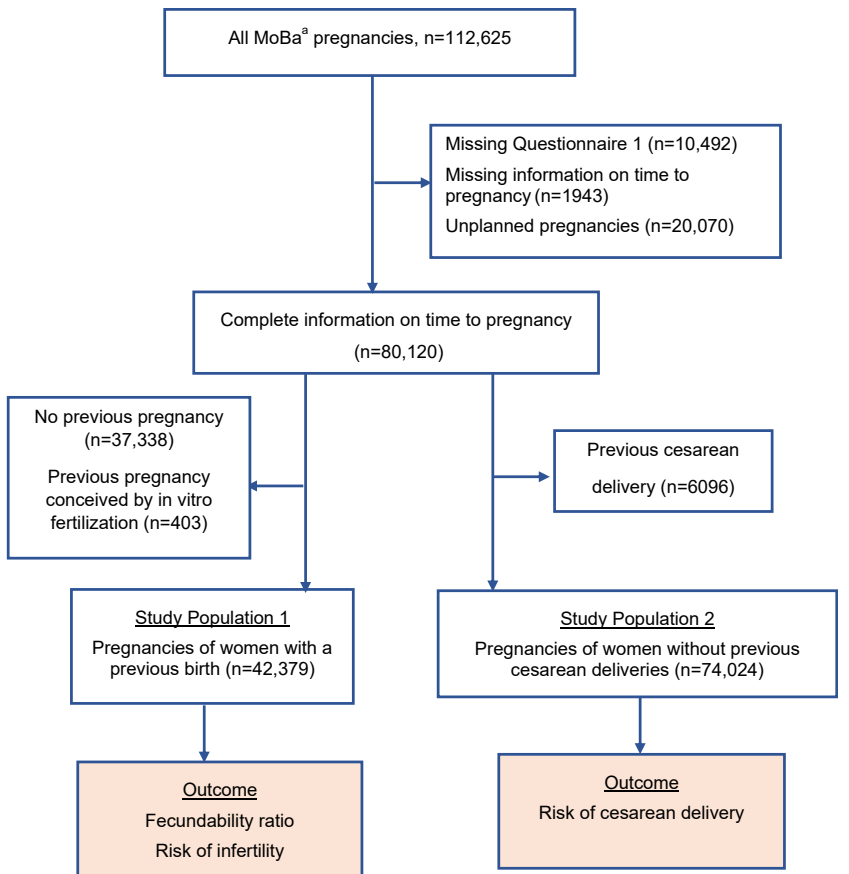 All MoBaa pregnancies, n=112,625
Missing Questionnaire 1 (n=10,492)
Missing information on time to
pregnancy (n=1943)
Unplanned pregnancies (n=20,070)
Complete information on time to pregnancy
(n=80,120)
No previous pregnancy
(n=37,338)
Previous pregnancy
conceived by in vitro
fertilization (n=403)
Previous cesarean
delivery (n=6096)
Study Population 1
Pregnancies of women with a
previous birth (n=42,379)
Study Population 2
Pregnancies of women without previous
cesarean deliveries (n=74,024)
Outcome
Fecundability ratio
Risk of infertility
Outcome
Risk of cesarean delivery